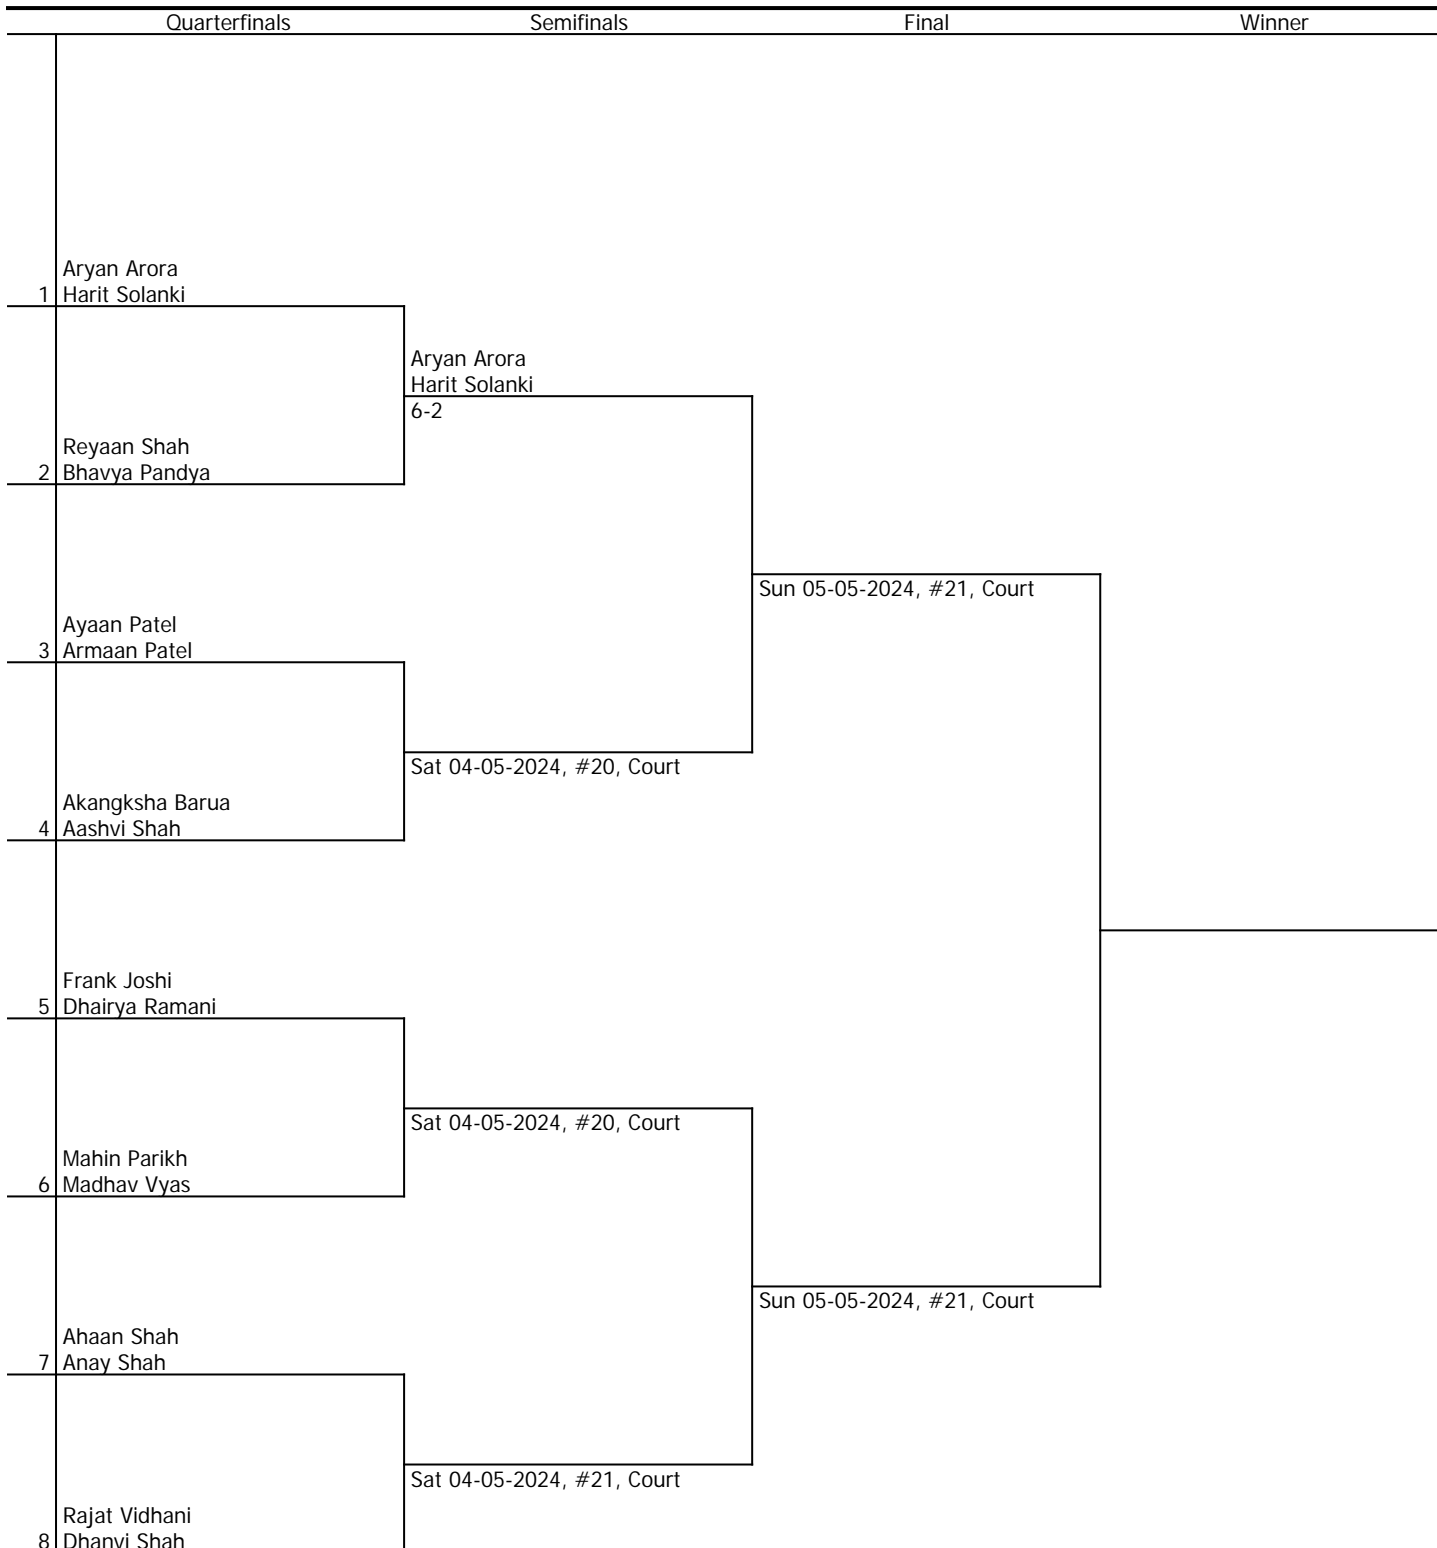 Quarterfinals Semifinals Final Winner
Aryan Arora
1 Harit Solanki
Aryan Arora
Harit Solanki
6-2
Reyaan Shah
2 Bhavya Pandya
Sun 05-05-2024, #21, Court
Ayaan Patel
3 Armaan Patel
Sat 04-05-2024, #20, Court
Akangksha Barua
4 Aashvi Shah
Frank Joshi
5 Dhairya Ramani
Sat 04-05-2024, #20, Court
Mahin Parikh
6 Madhav Vyas
Sun 05-05-2024, #21, Court
Ahaan Shah
7 Anay Shah
Sat 04-05-2024, #21, Court
Rajat Vidhani
8 Dhanvi Shah